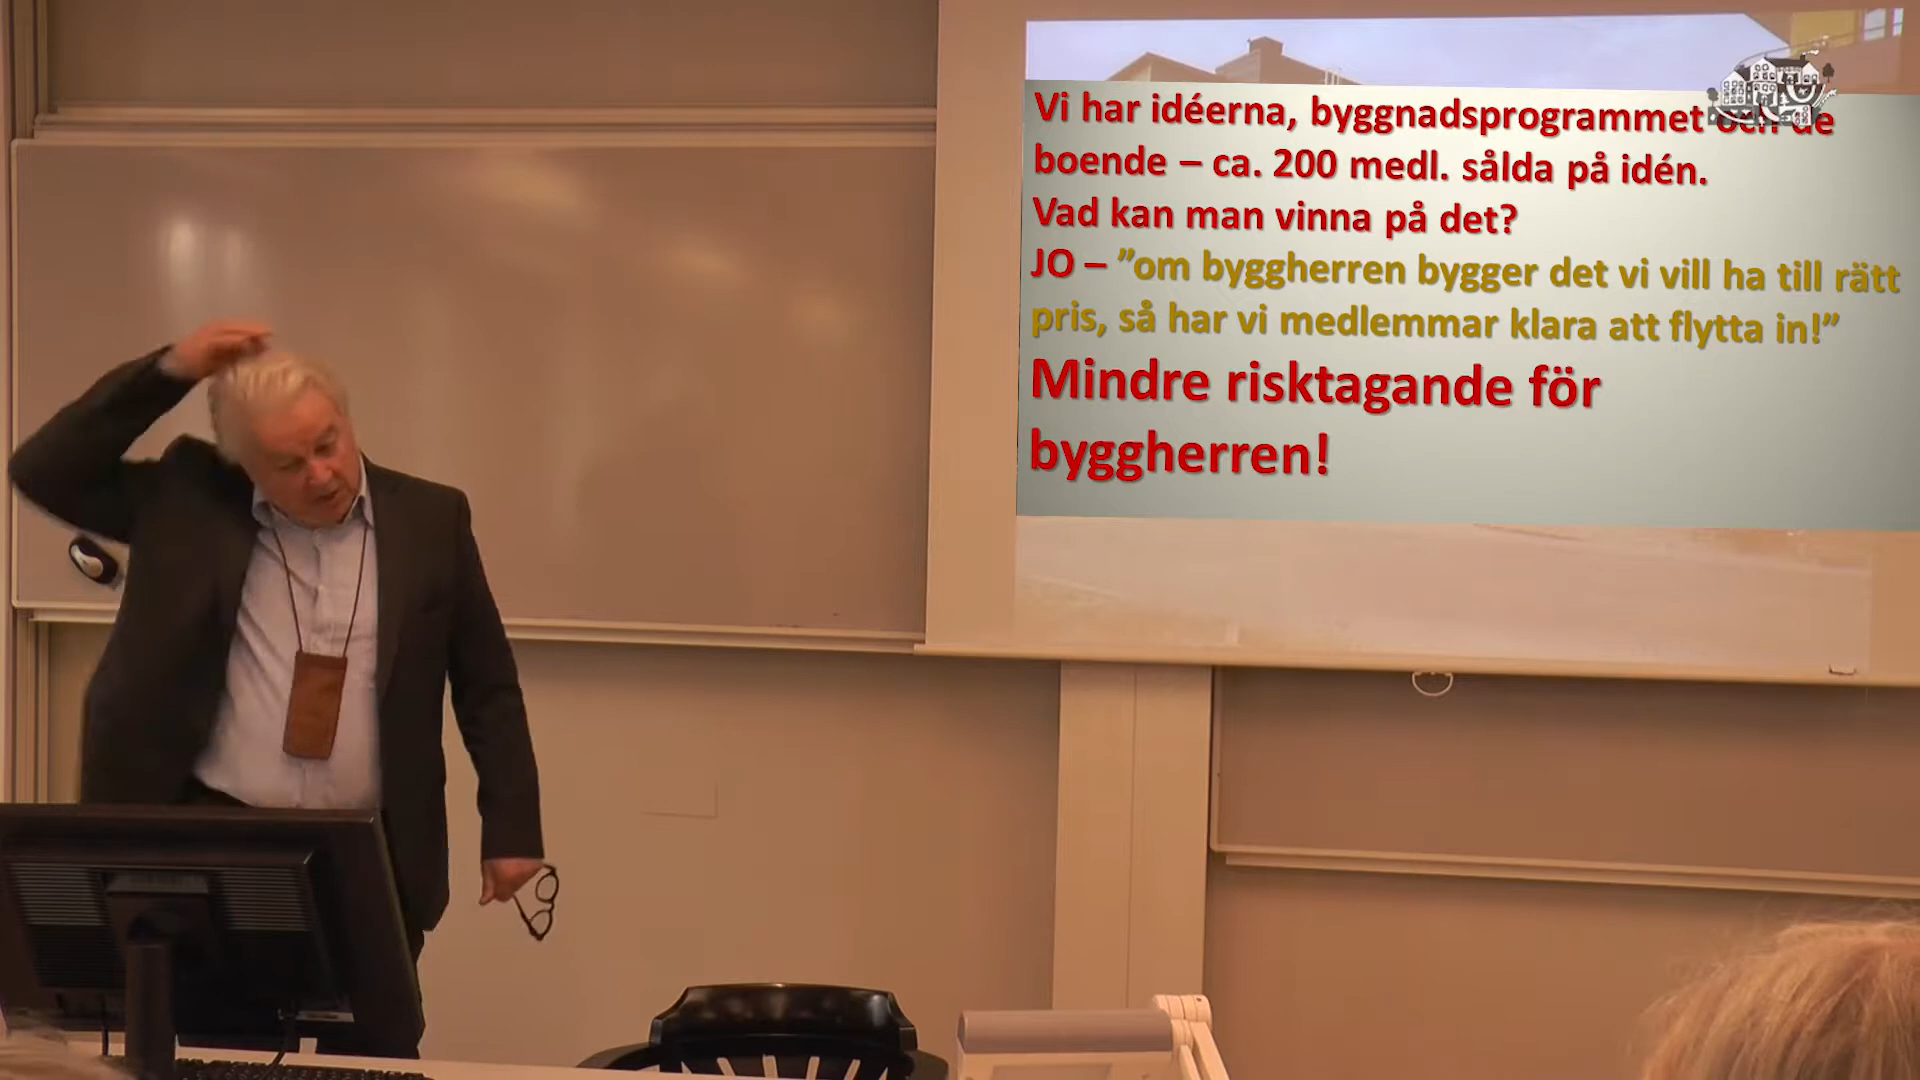 Vi har idéerna, byggnadsprogrammet och de
boende – ca. 200 medl. sålda på idén.
Vad kan man vinna på det?
JO – ”om byggherren bygger det vi vill ha till rätt
pris, så har vi medlemmar klara att flytta in!”
Mindre risktagande för
byggherren!